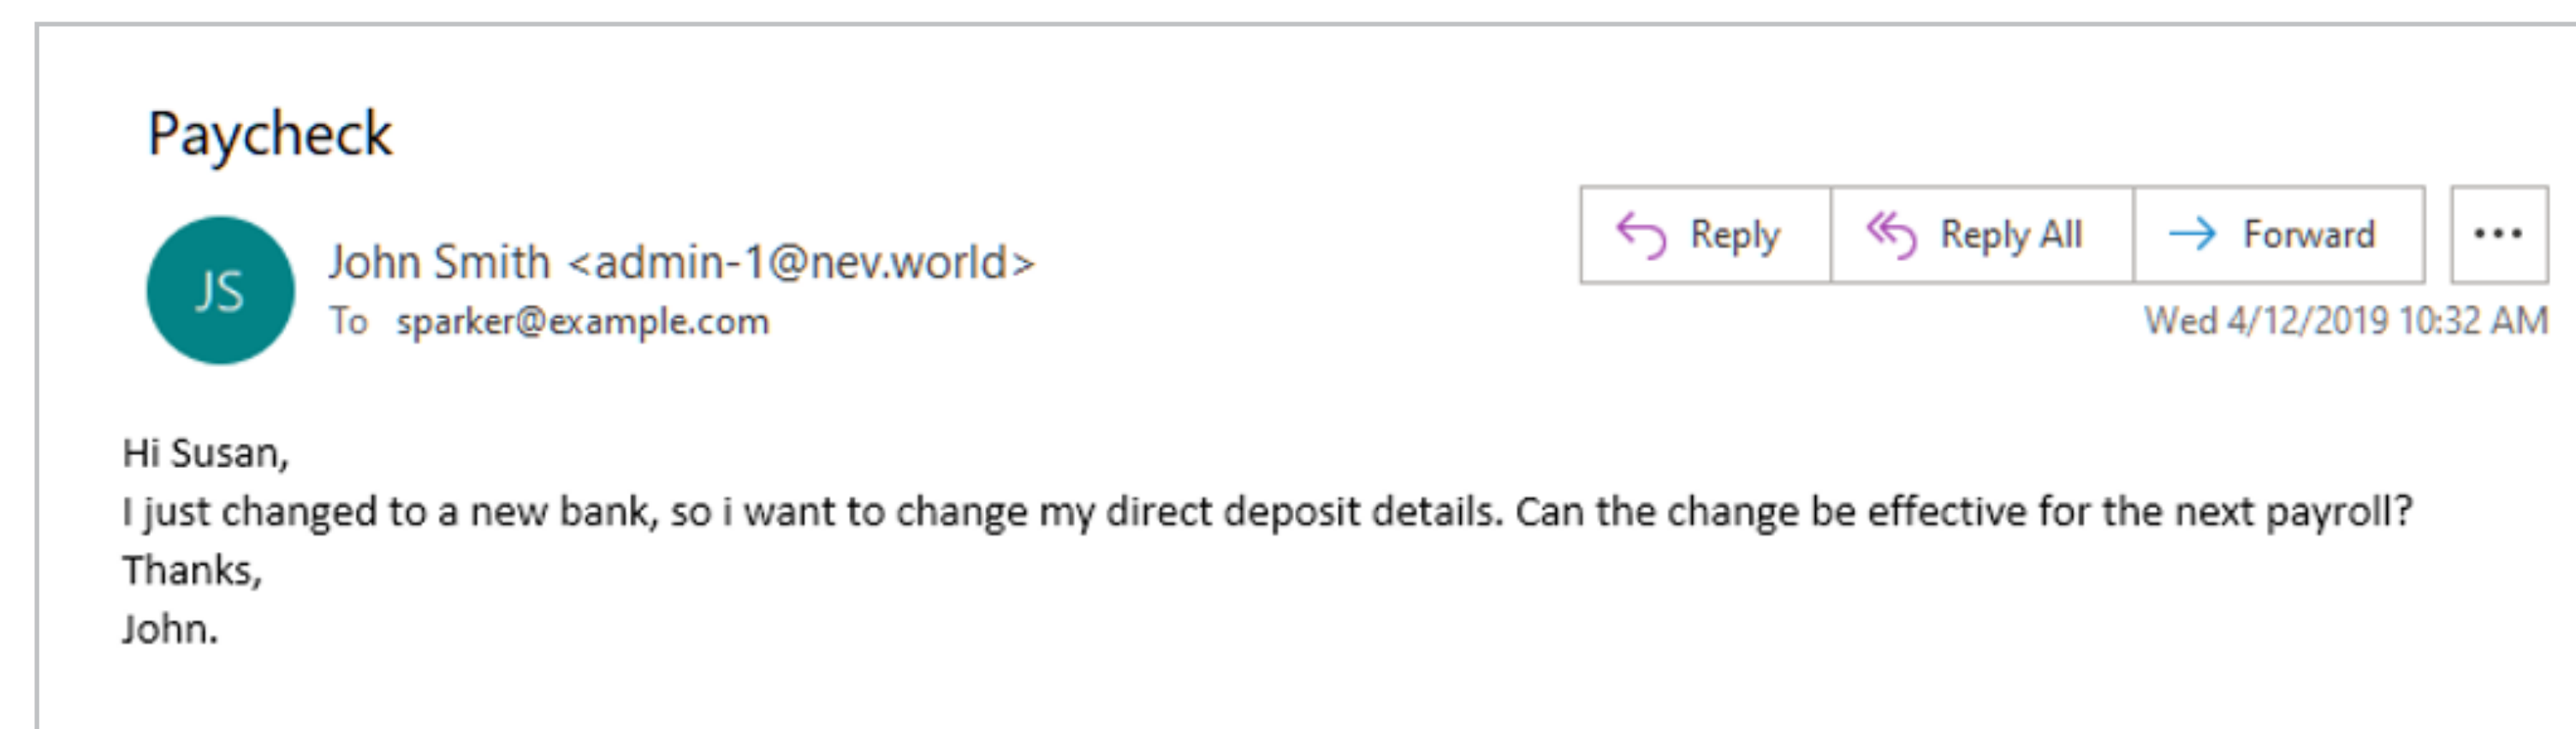 Paycheck
Reply Reply All Forward ...
JS
John Smith <admin-1@nev.world>
To sparker@example.com
Wed 4/12/2019 10:32 AM
Hi Susan,
I just changed to a new bank, so i want to change my direct deposit details. Can the change be effective for the next payroll?
Thanks,
John.